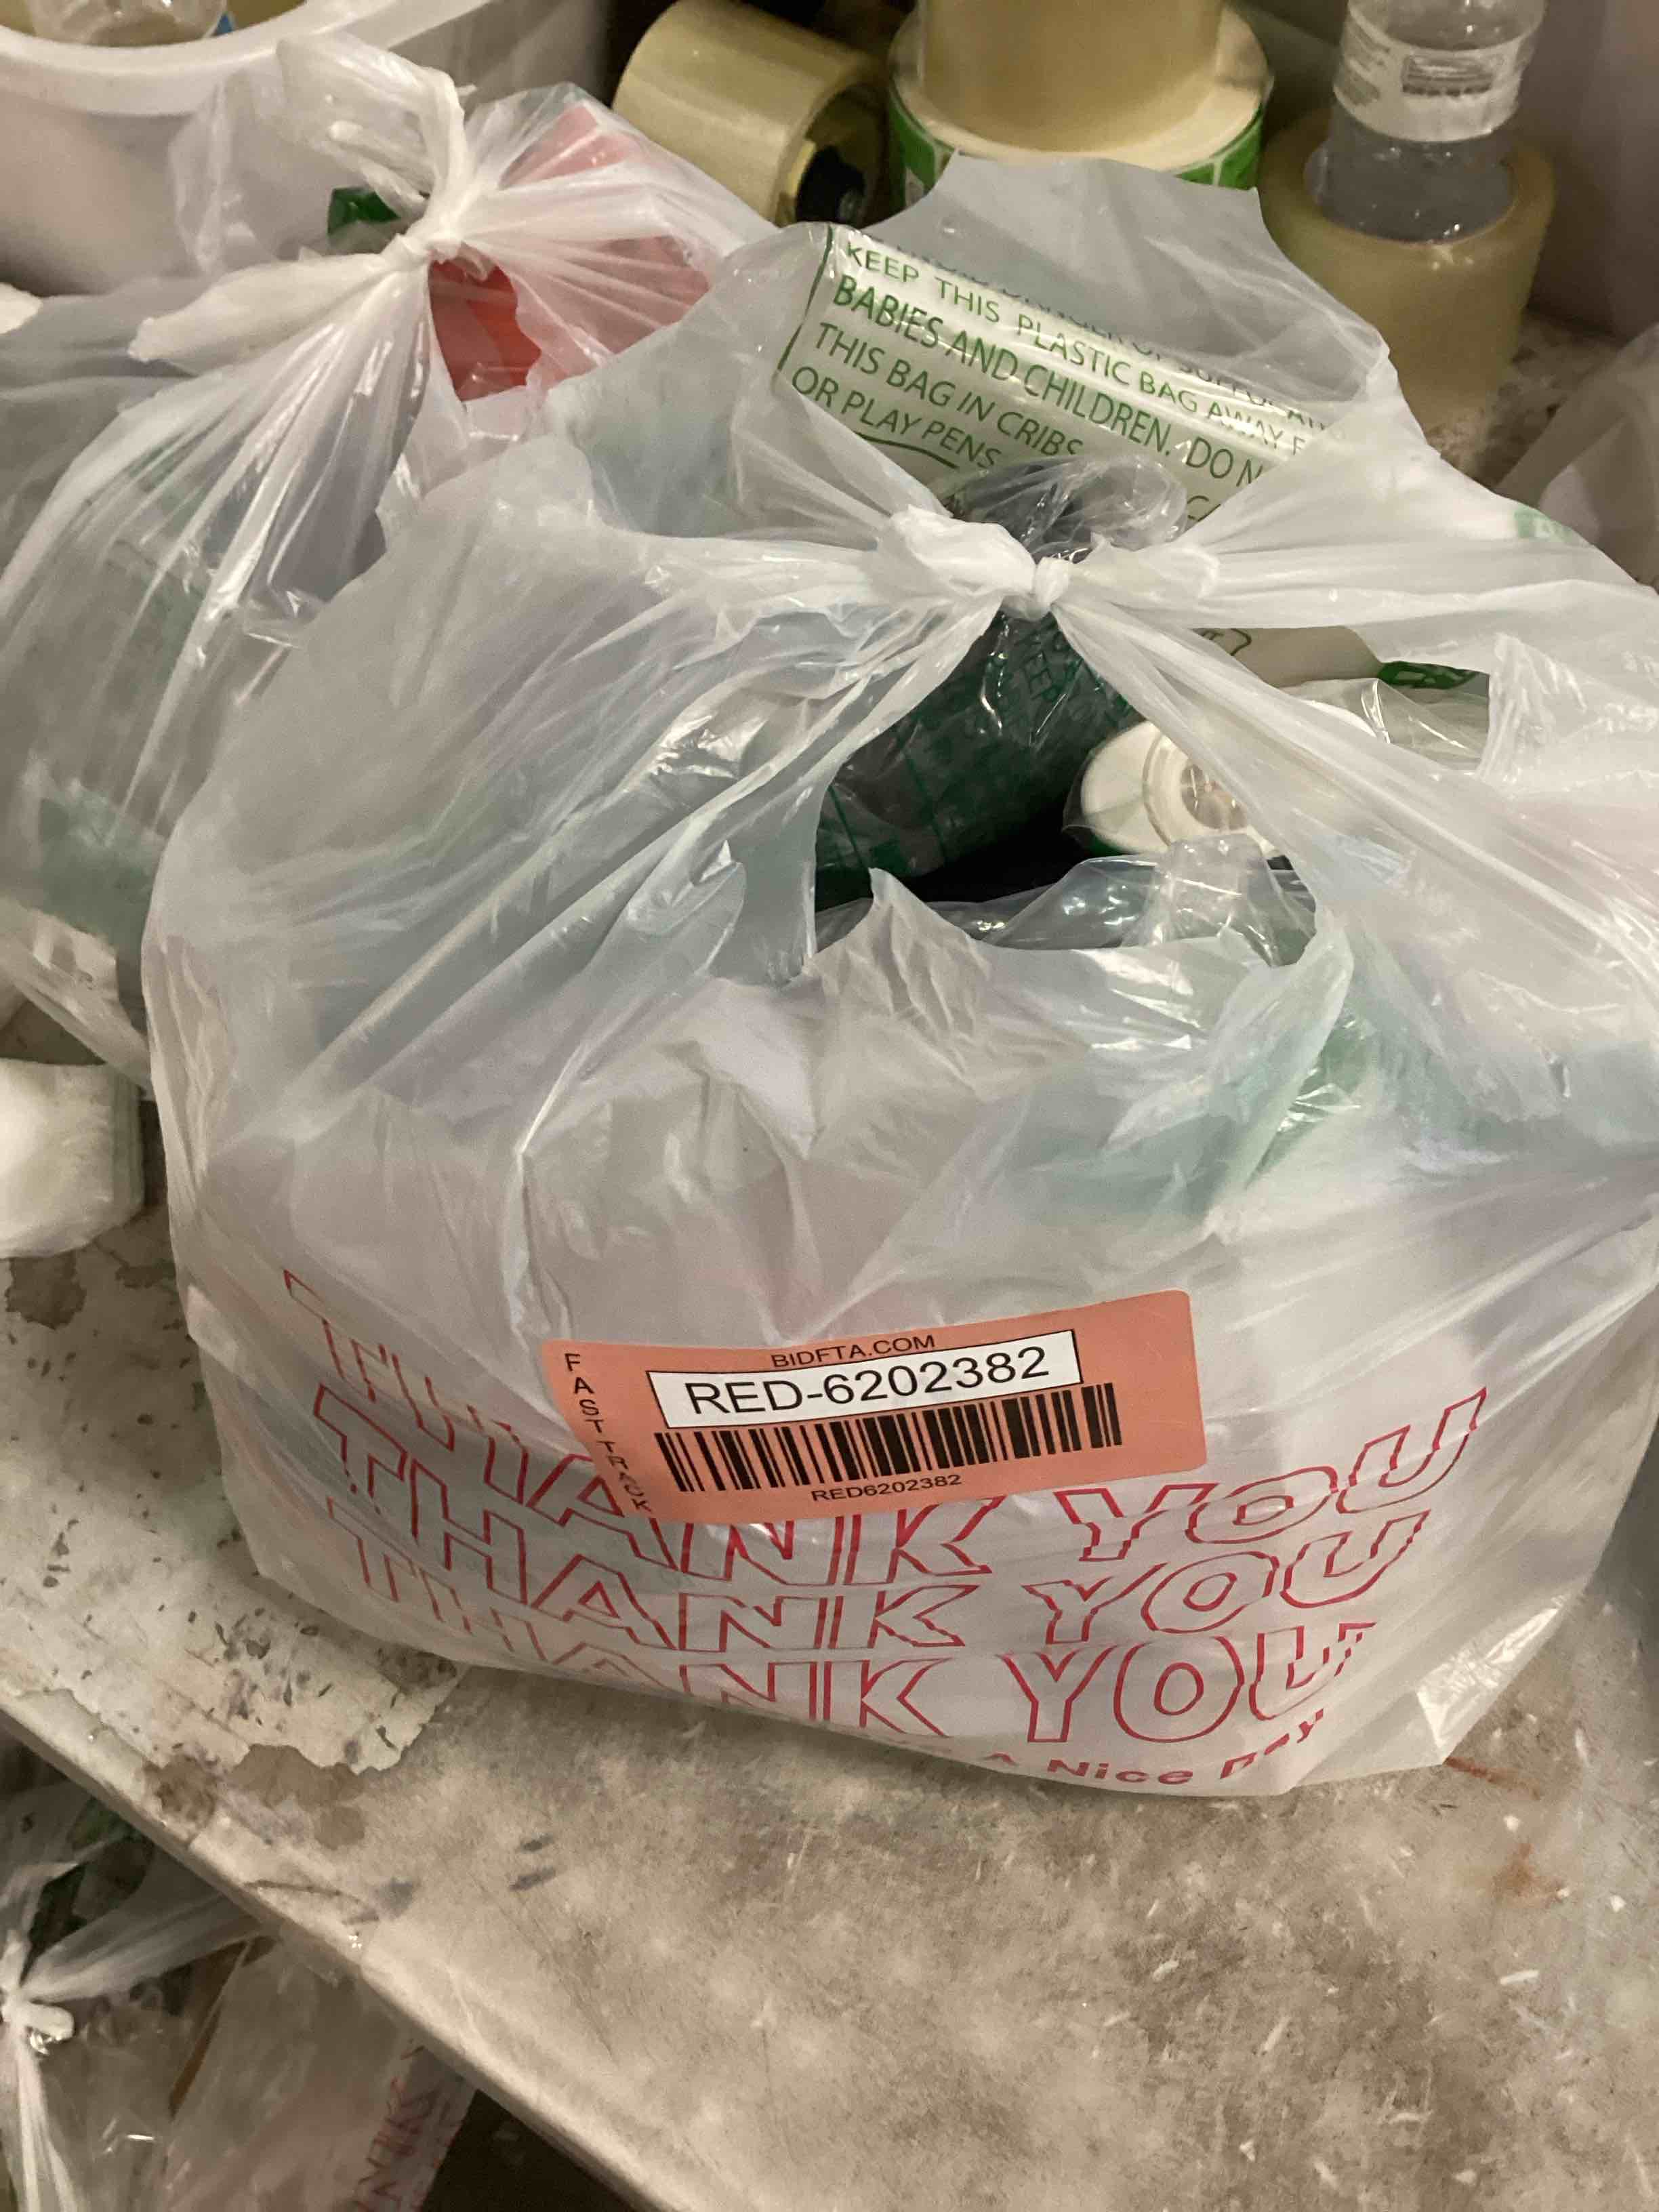 KEEP THIS PLASTIC BAG AWAY F
BABIES AND CHILDREN. DO N
THIS BAG IN CRIBS
OR PLAY PENS
FAST TRACK
BIDFTA.COM
RED-6202382
RED6202382
THANK YOU
THANK YOU
THANK YOU
A Nice Day